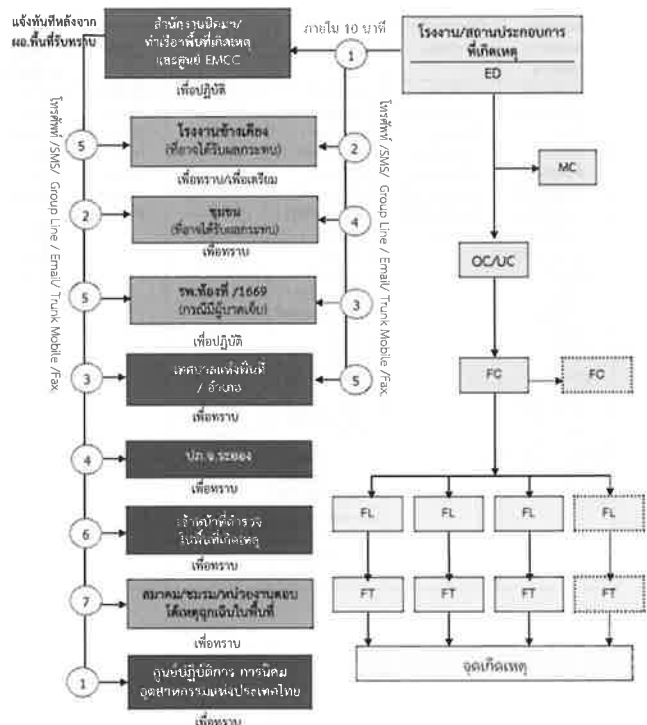 แจ้งทันทีหลังจาก
ผอ.พื้นที่รับทราบ
สำนักงานนิคมฯ/
ท่าเรือฯพื้นที่เกิดเหตุ
และศูนย์ EMCC
เพื่อปฏิบัติ
ภายใน 10 นาที
1
โรงงาน/สถานประกอบการ
ที่เกิดเหตุ
ED
5
โรงงานข้างเคียง
(ที่อาจได้รับผลกระทบ)
เพื่อทราบ/เพื่อเตรียม
2
MC
2
ชุมชน
(ที่อาจได้รับผลกระทบ)
เพื่อทราบ
4
OC/UC
5
รพ.ท้องที่ /1669
(กรณีมีผู้บาดเจ็บ)
เพื่อปฏิบัติ
3
3
เทศบาลแห่งพื้นที่
/ อำเภอ
เพื่อทราบ
5
FC
FC
4
ปภ.จ.ระยอง
เพื่อทราบ
6
เจ้าหน้าที่ตำรวจ
ในพื้นที่เกิดเหตุ
เพื่อทราบ
FL
FL
FL
FL
7
สมาคม/ชมรม/หน่วยงานตอบ
โต้เหตุฉุกเฉินในพื้นที่
เพื่อทราบ
FT
FT
FT
FT
1
ศูนย์ปฏิบัติการ การนิคม
อุตสาหกรรมแห่งประเทศไทย
เพื่อทราบ
จุดเกิดเหตุ
โทรศัพท์ /SMS/ Group Line / Email/ Trunk Mobile /Fax
โทรศัพท์ /SMS/ Group Line / Email/ Trunk Mobile /Fax